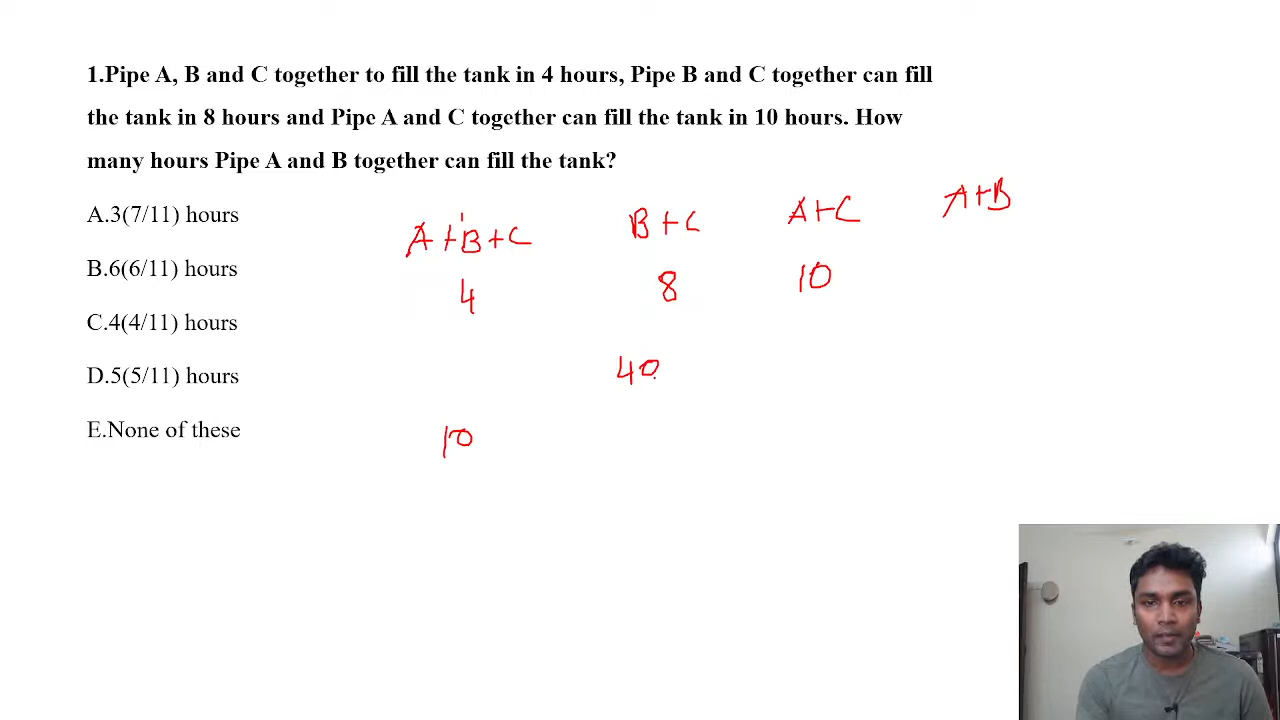 1.Pipe A, B and C together to fill the tank in 4 hours, Pipe B and C together can fill
the tank in 8 hours and Pipe A and C together can fill the tank in 10 hours. How
many hours Pipe A and B together can fill the tank?
A.3(7/11) hours
B.6(6/11) hours
C.4(4/11) hours
D.5(5/11) hours
E.None of these
A+B+C B+C A+C A+B
4 8 10
40
10